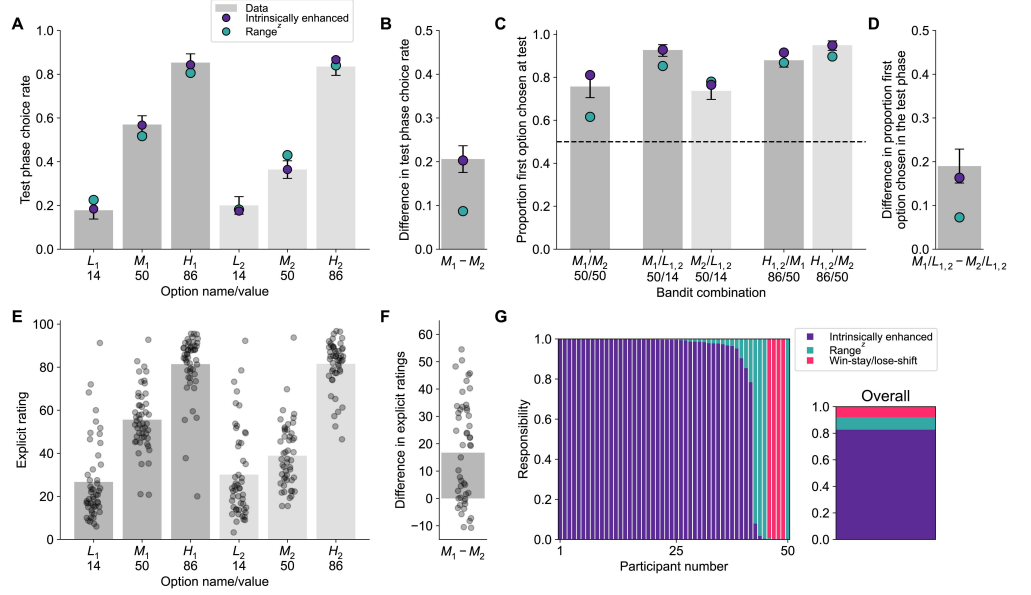 A
Data
Intrinsically enhanced
Range^z
Test phase choice rate
1.0
0.8
0.6
0.4
0.2
0.0
L1 M1 H1 L2 M2 H2
14 50 86 14 50 86
Option name/value
B
Difference in test phase choice rate
0.5
0.4
0.3
0.2
0.1
0.0
M1 − M2
C
Proportion first option chosen at test
1.0
0.8
0.6
0.4
0.2
0.0
M1/M2 M1/L1, 2 M2/L1, 2 H1, 2/M1 H1, 2/M2
50/50 50/14 50/14 86/50 86/50
Bandit combination
D
Difference in proportion first
option chosen in the test phase
0.5
0.4
0.3
0.2
0.1
0.0
M1/L1, 2 − M2/L1, 2
E
Explicit rating
100
80
60
40
20
0
L1 M1 H1 L2 M2 H2
14 50 86 14 50 86
Option name/value
F
Difference in explicit ratings
60
50
40
30
20
10
0
−10
M1 − M2
G
Intrinsically enhanced
Range^z
Win-stay/lose-shift
Responsibility
1.0
0.8
0.6
0.4
0.2
0.0
1 25 50
Participant number
Overall
1.0
0.8
0.6
0.4
0.2
0.0